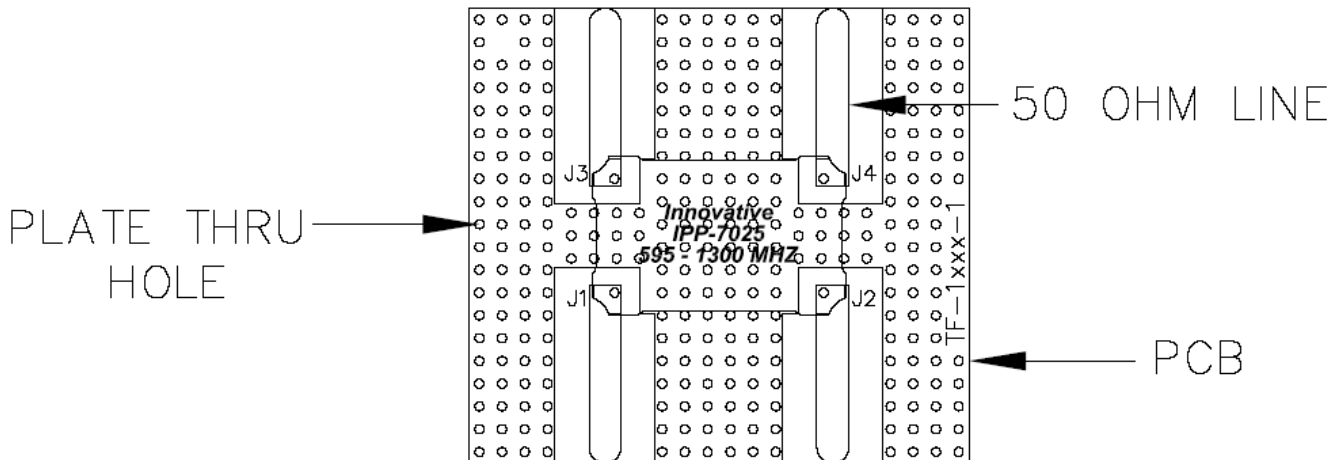 50 OHM LINE
J3
J4
PLATE THRU
HOLE
Innovative
IPP-7025
595 - 1300 MHZ
TF-1xxx-1
J1
J2
PCB